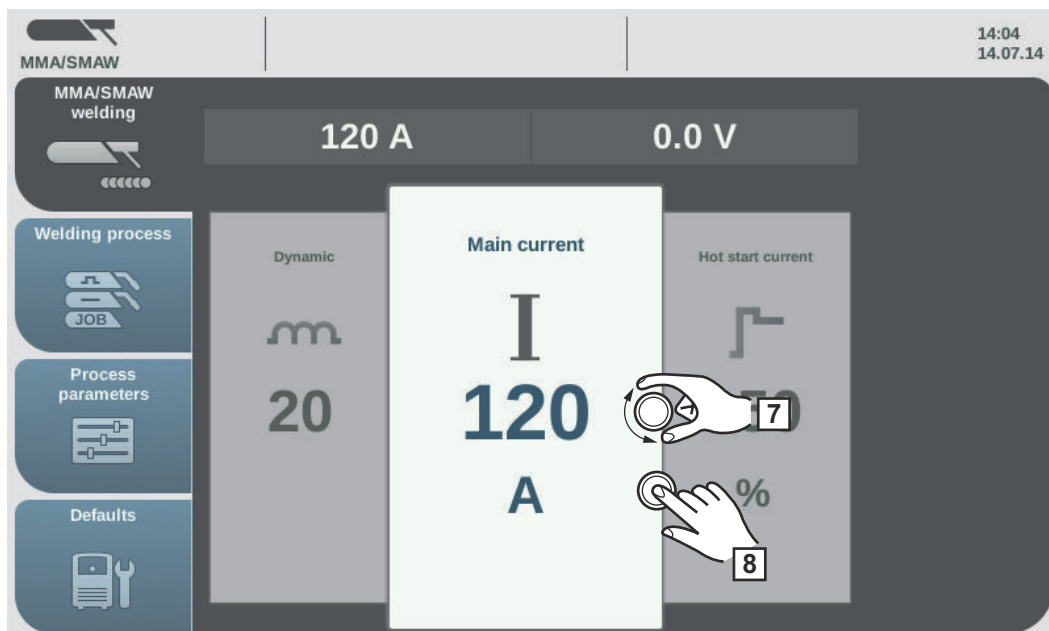 MMA/SMAW
14:04
14.07.14
MMA/SMAW
welding
120 A
0.0 V
Welding process
JOB
Process
parameters
Defaults
Dynamic
20
Main current
I
120
A
Hot start current
%
7
8